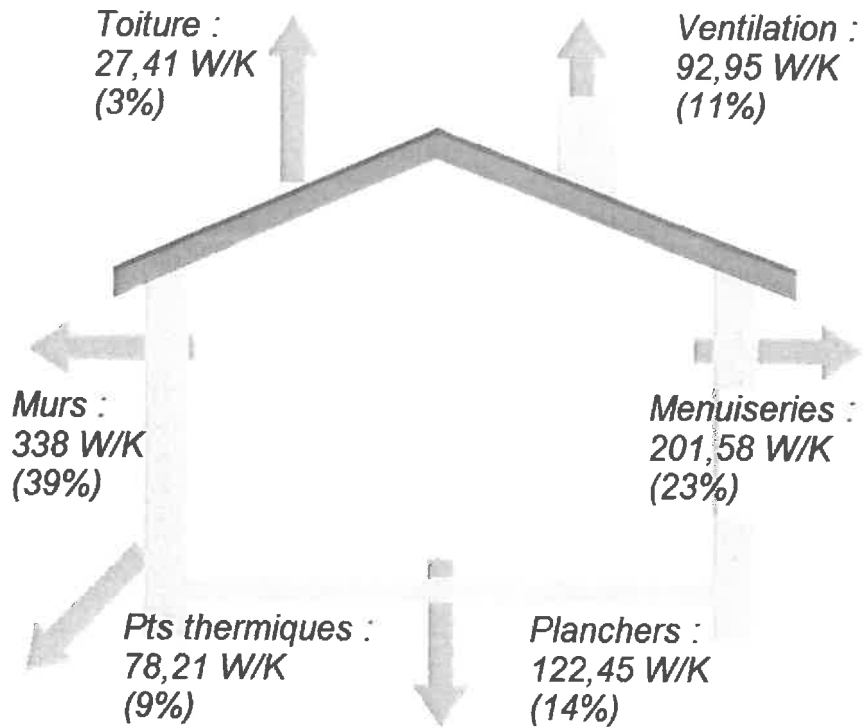 Toiture :
27,41 W/K
(3%)
Ventilation :
92,95 W/K
(11%)
Murs :
338 W/K
(39%)
Menuiseries :
201,58 W/K
(23%)
Pts thermiques :
78,21 W/K
(9%)
Planchers :
122,45 W/K
(14%)